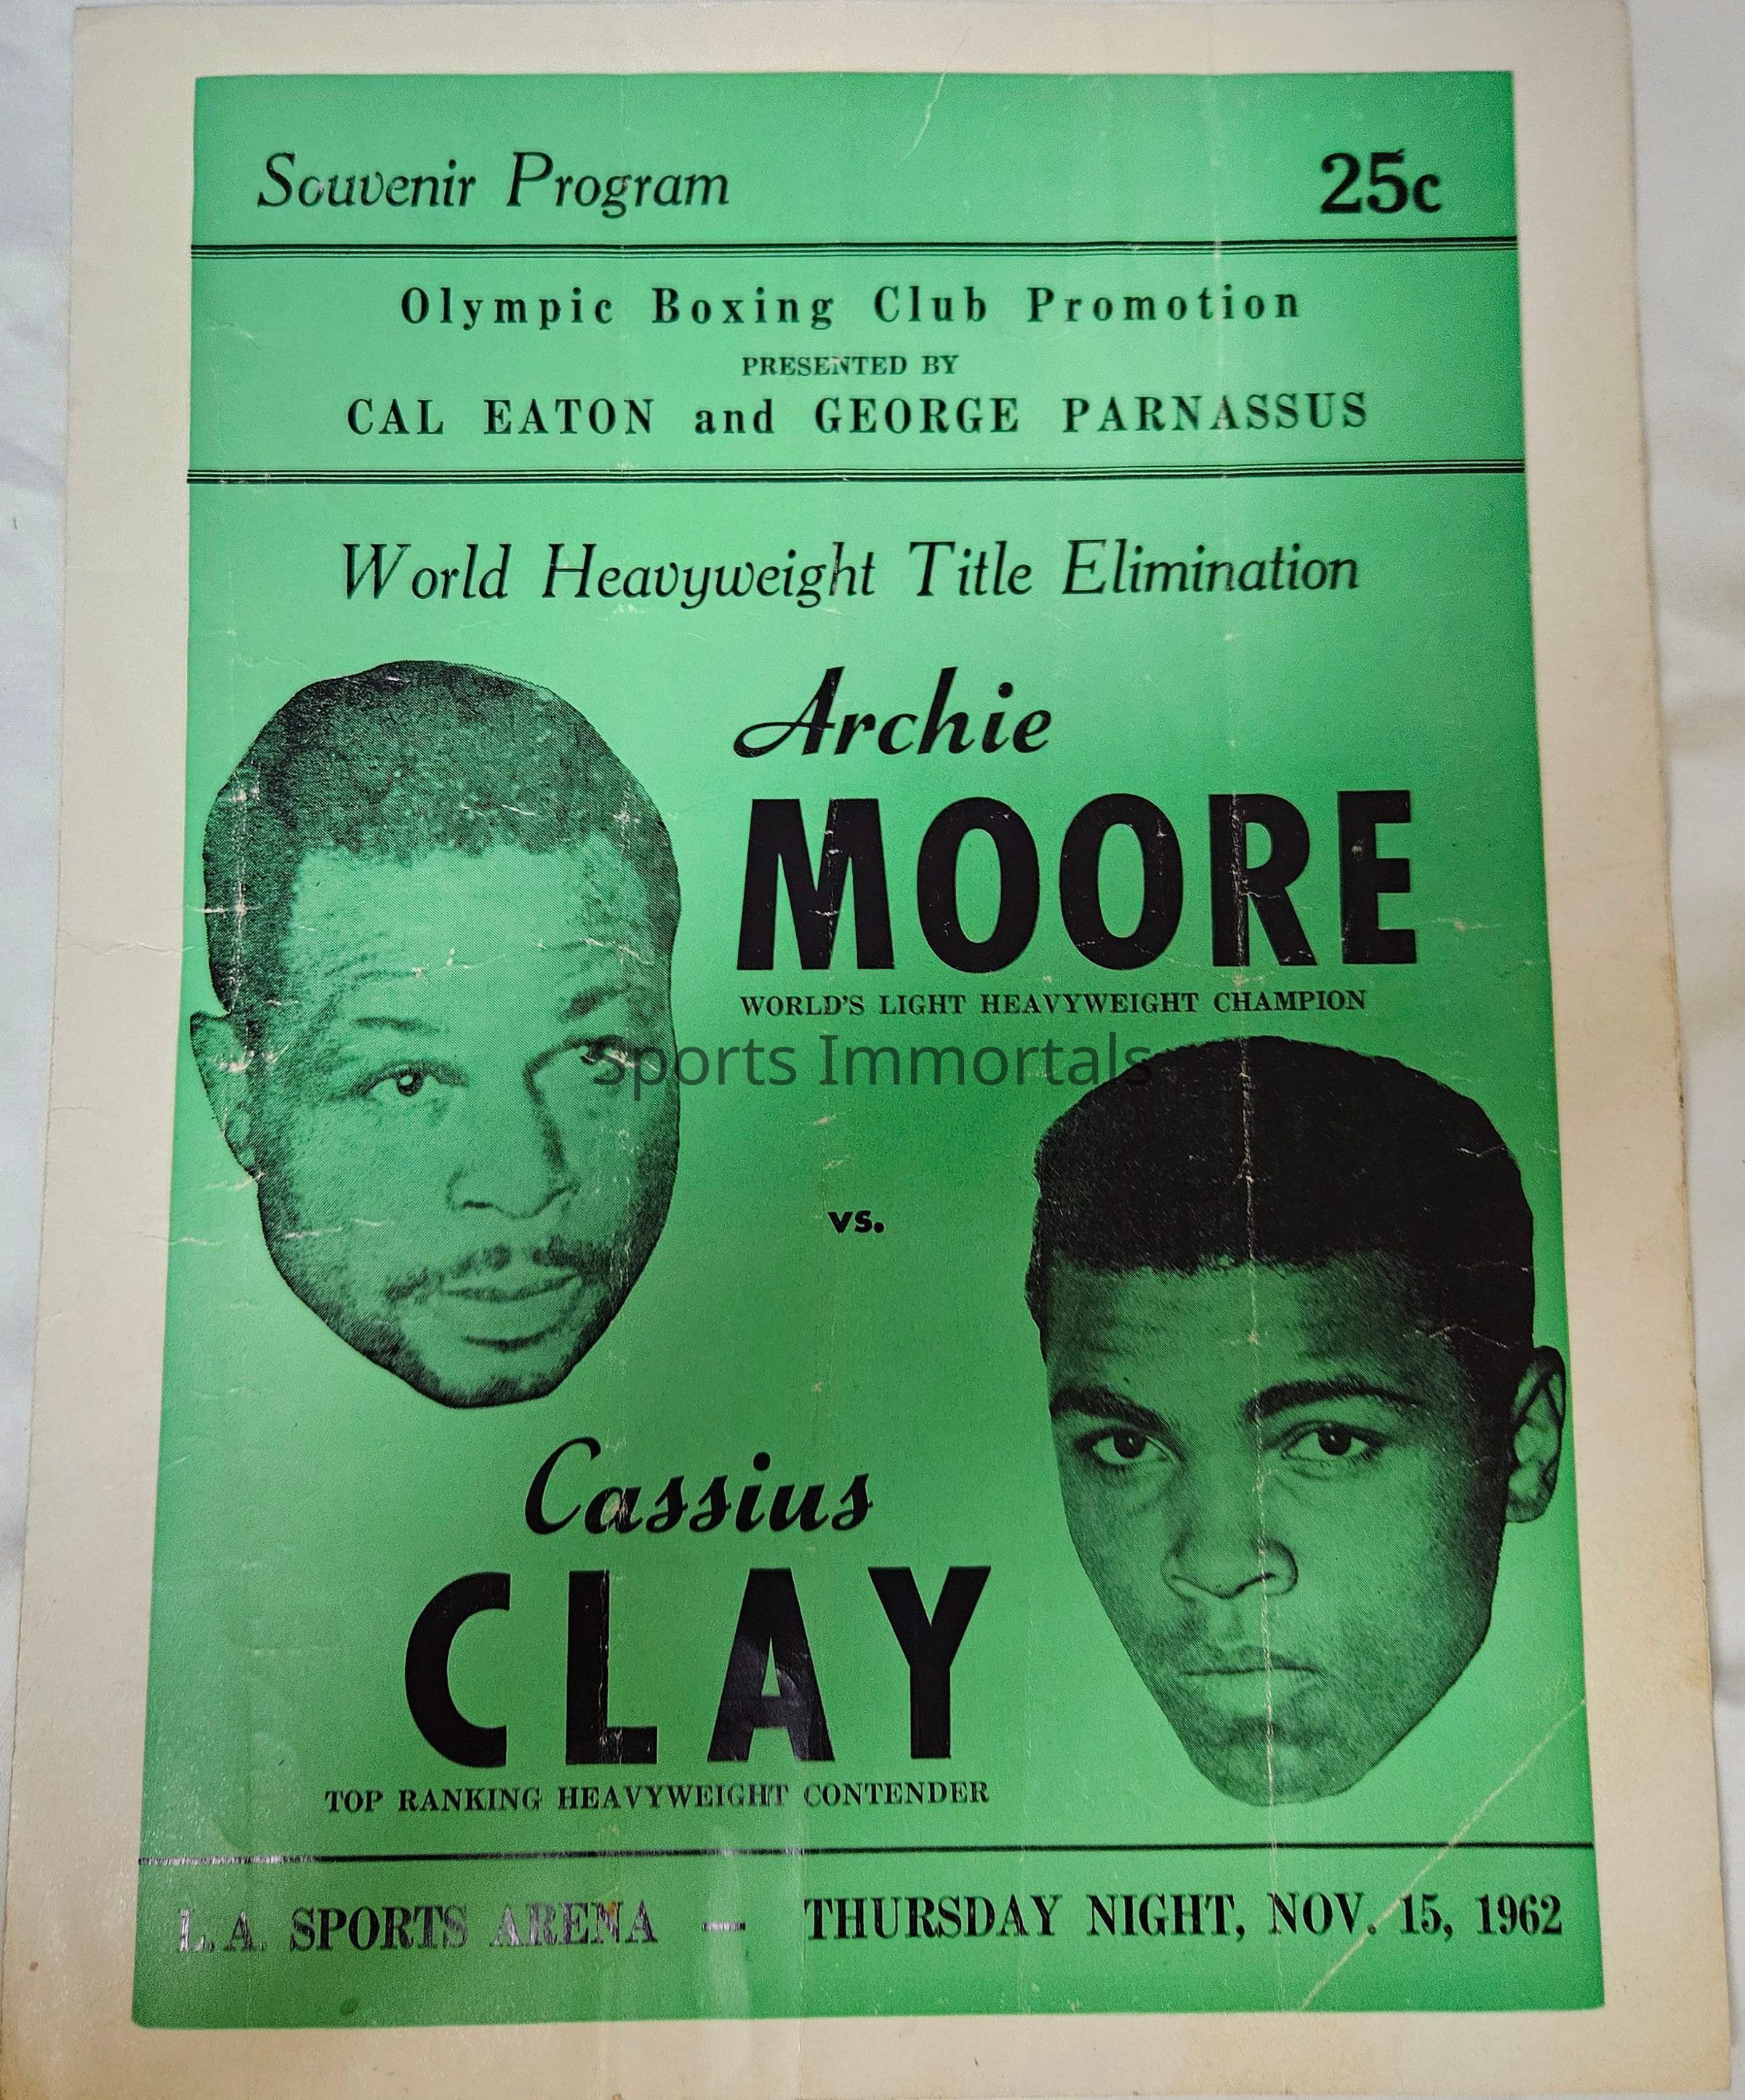 Souvenir Program 25c
Olympic Boxing Club Promotion
PRESENTED BY
CAL EATON and GEORGE PARNASSUS
World Heavyweight Title Elimination
Archie
MOORE
WORLD'S LIGHT HEAVYWEIGHT CHAMPION
Sports Immortals
vs.
Cassius
CLAY
TOP RANKING HEAVYWEIGHT CONTENDER
L.A. SPORTS ARENA — THURSDAY NIGHT, NOV. 15, 1962